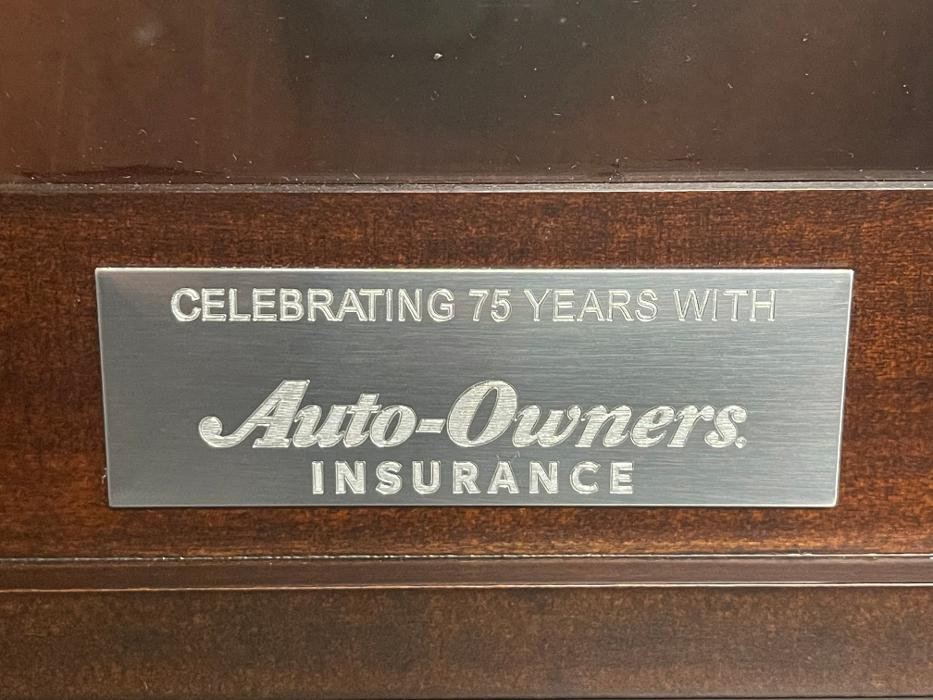 CELEBRATING 75 YEARS WITH
Auto-Owners.
INSURANCE